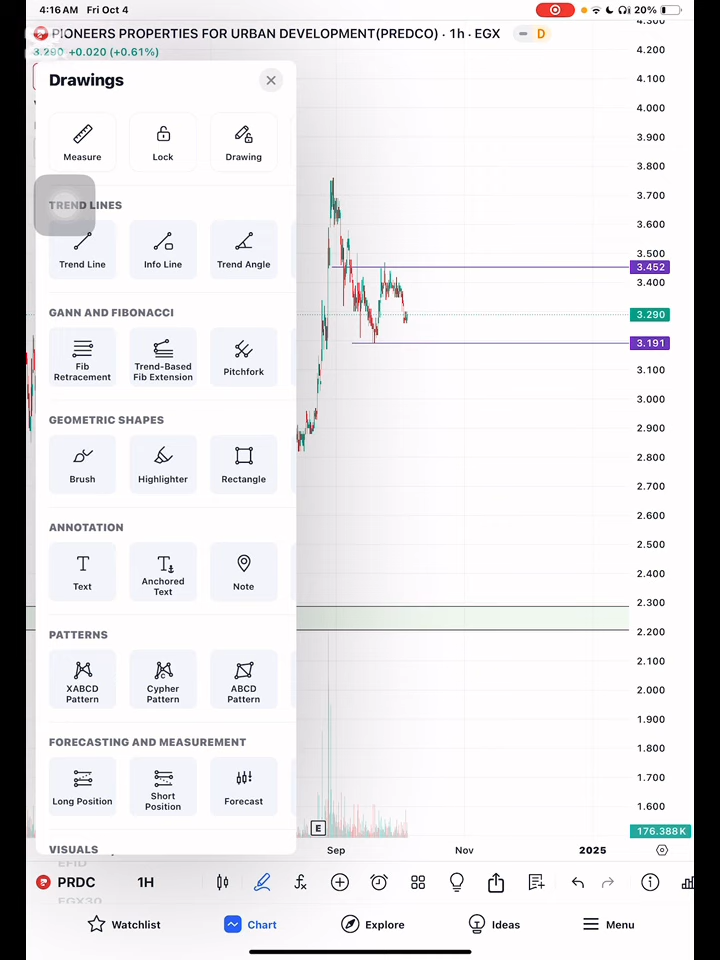 4:16 AM Fri Oct 4
20%
PIONEERS PROPERTIES FOR URBAN DEVELOPMENT(PREDCO) · 1h · EGX
D
3.290 +0.020 (+0.61%)
Drawings
Measure
Lock
Drawing
TREND LINES
Trend Line
Info Line
Trend Angle
GANN AND FIBONACCI
Fib Retracement
Trend-Based Fib Extension
Pitchfork
GEOMETRIC SHAPES
Brush
Highlighter
Rectangle
ANNOTATION
Text
Anchored Text
Note
PATTERNS
XABCD Pattern
Cypher Pattern
ABCD Pattern
FORECASTING AND MEASUREMENT
Long Position
Short Position
Forecast
VISUALS
4.300
4.200
4.100
4.000
3.900
3.800
3.700
3.600
3.500
3.452
3.400
3.290
3.191
3.100
3.000
2.900
2.800
2.700
2.600
2.500
2.400
2.300
2.200
2.100
2.000
1.900
1.800
1.700
1.600
176.388K
E
Sep
Nov
2025
EFID
PRDC
1H
EGX30
Watchlist
Chart
Explore
Ideas
Menu